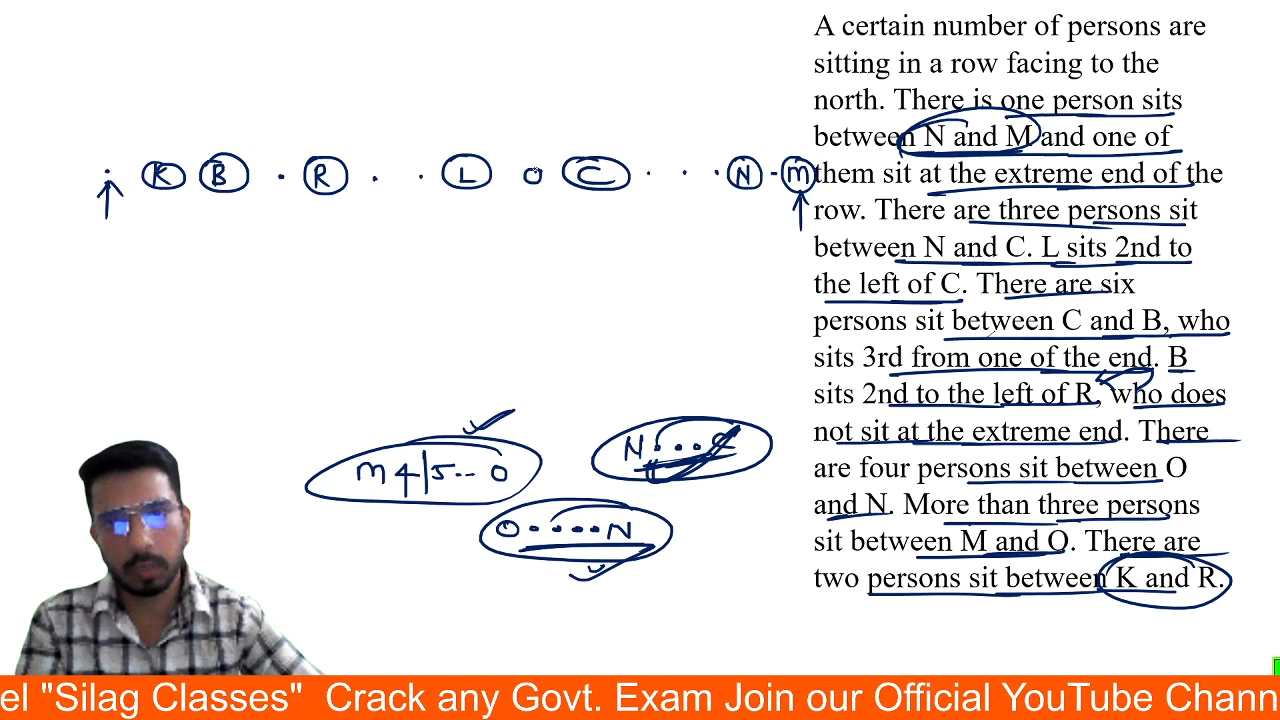 A certain number of persons are
sitting in a row facing to the
north. There is one person sits
between N and M and one of
them sit at the extreme end of the
row. There are three persons sit
between N and C. L sits 2nd to
the left of C. There are six
persons sit between C and B, who
sits 3rd from one of the end. B
sits 2nd to the left of R, who does
not sit at the extreme end. There
are four persons sit between O
and N. More than three persons
sit between M and O. There are
two persons sit between K and R.
. K B . R . . L O C . . . N . M
M 4|5... O
N . . .
O . . . . N
el "Silag Classes" Crack any Govt. Exam Join our Official YouTube Chann